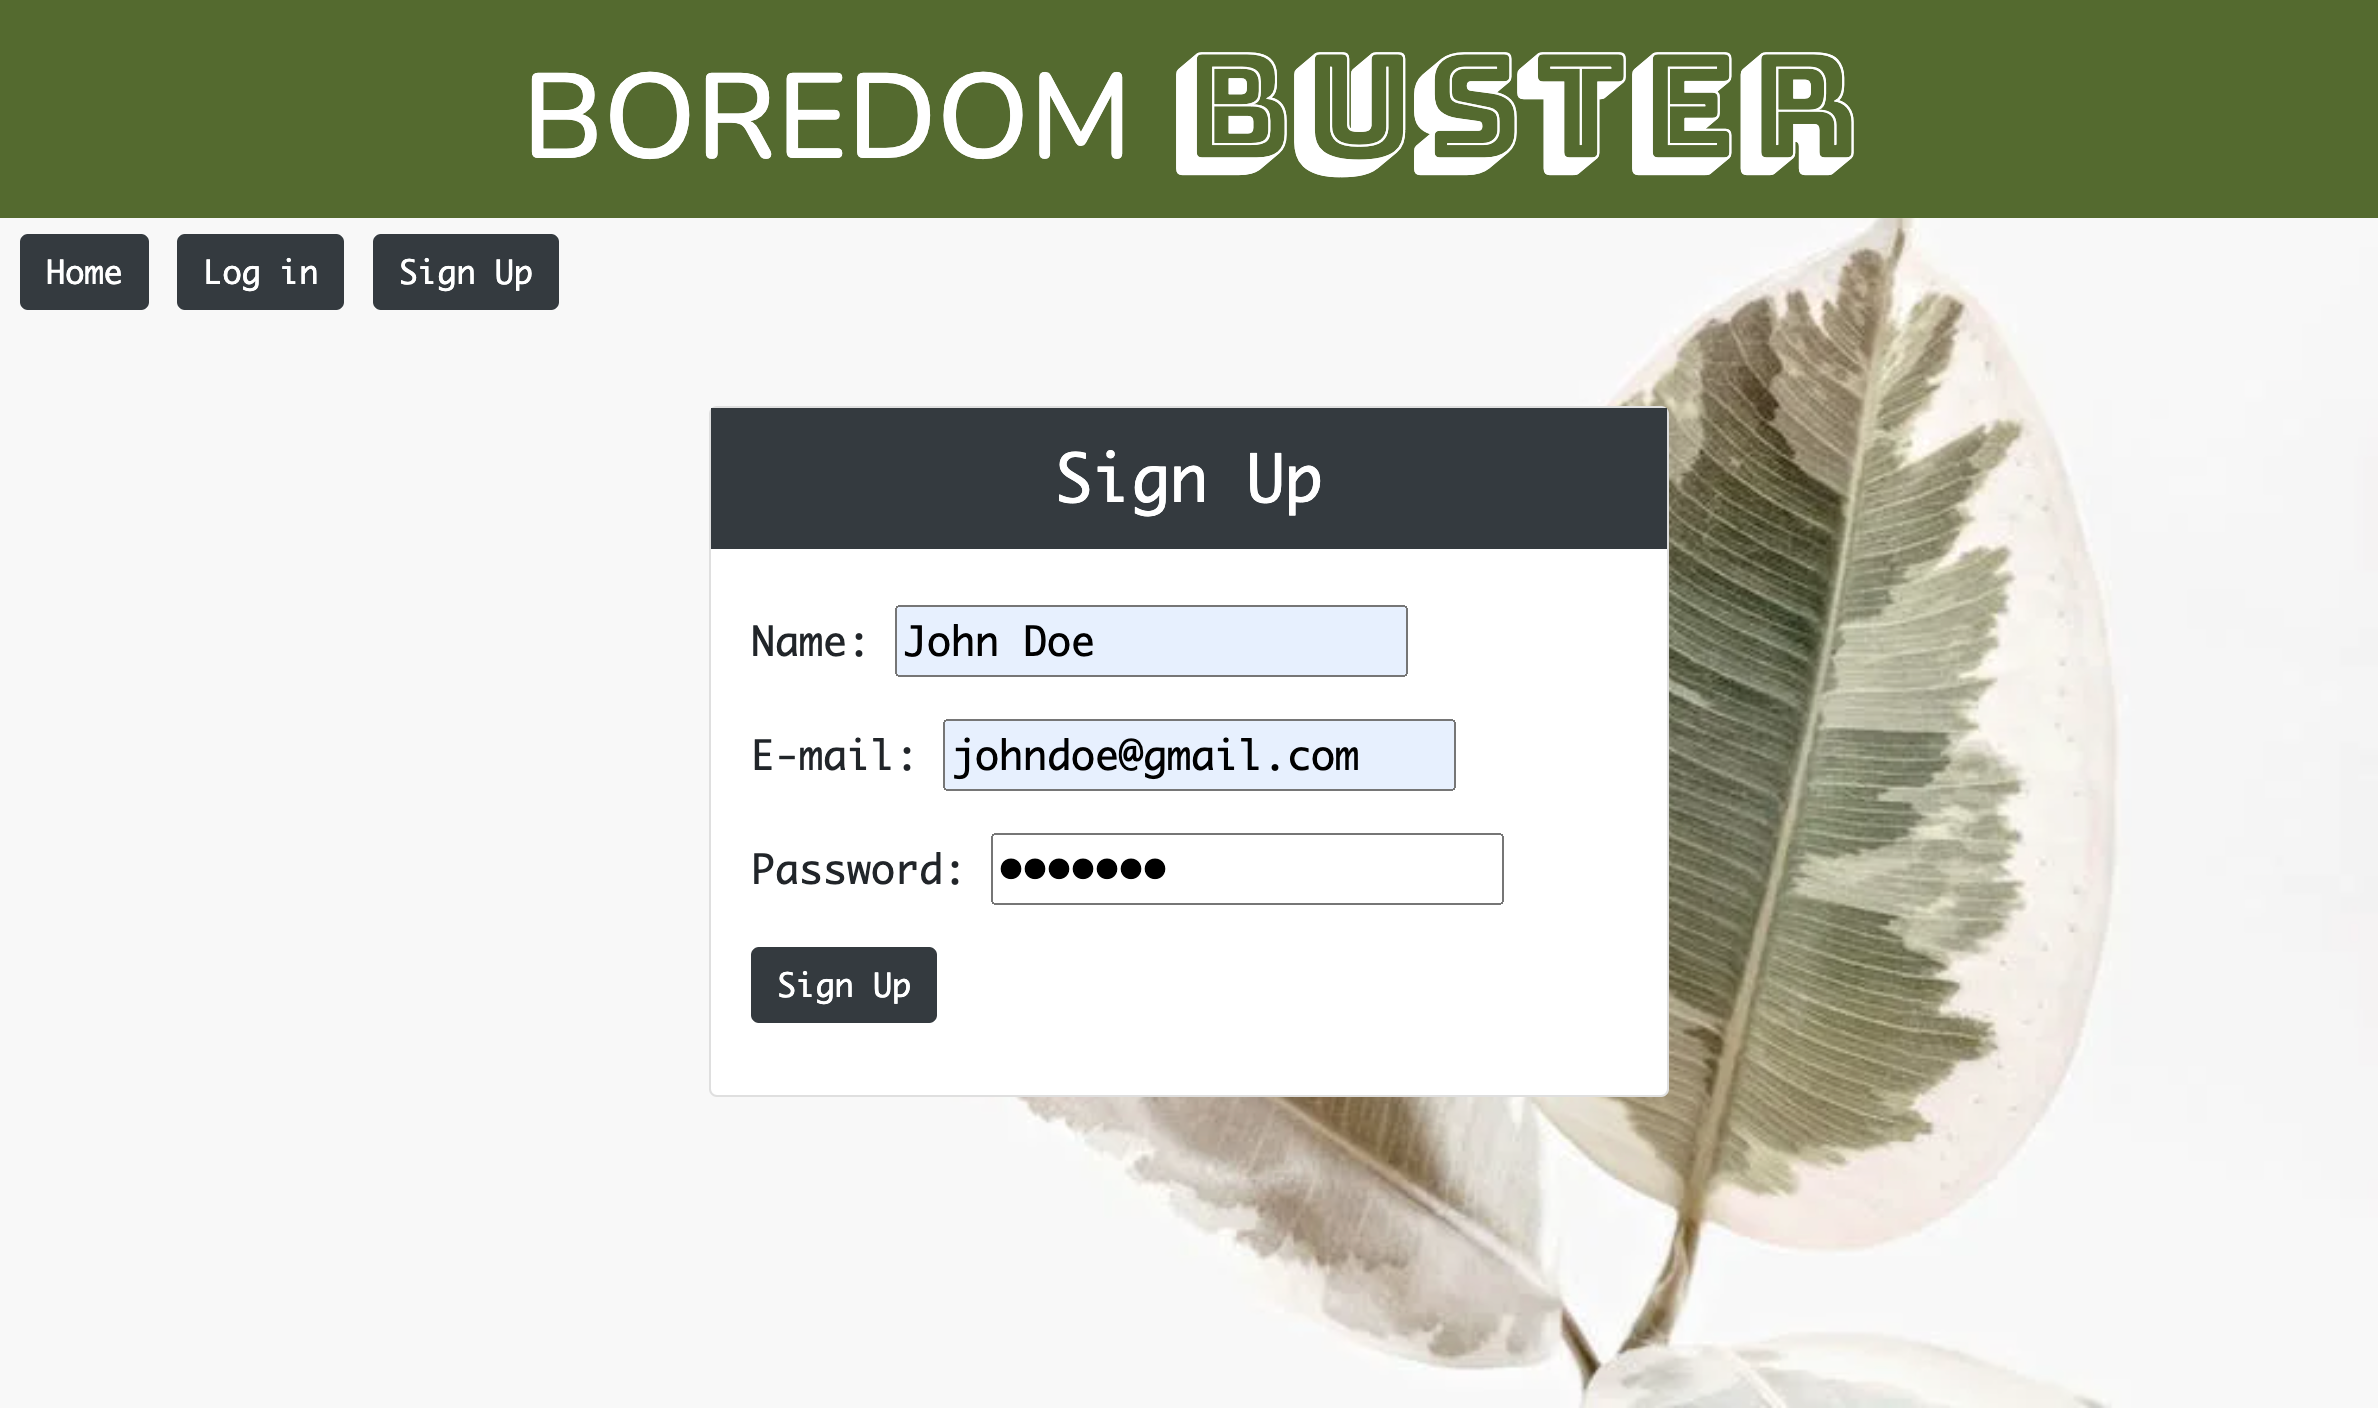 BOREDOM BUSTER
Home Log in Sign Up
Sign Up
Name: John Doe
E-mail: johndoe@gmail.com
Password: •••••••
Sign Up